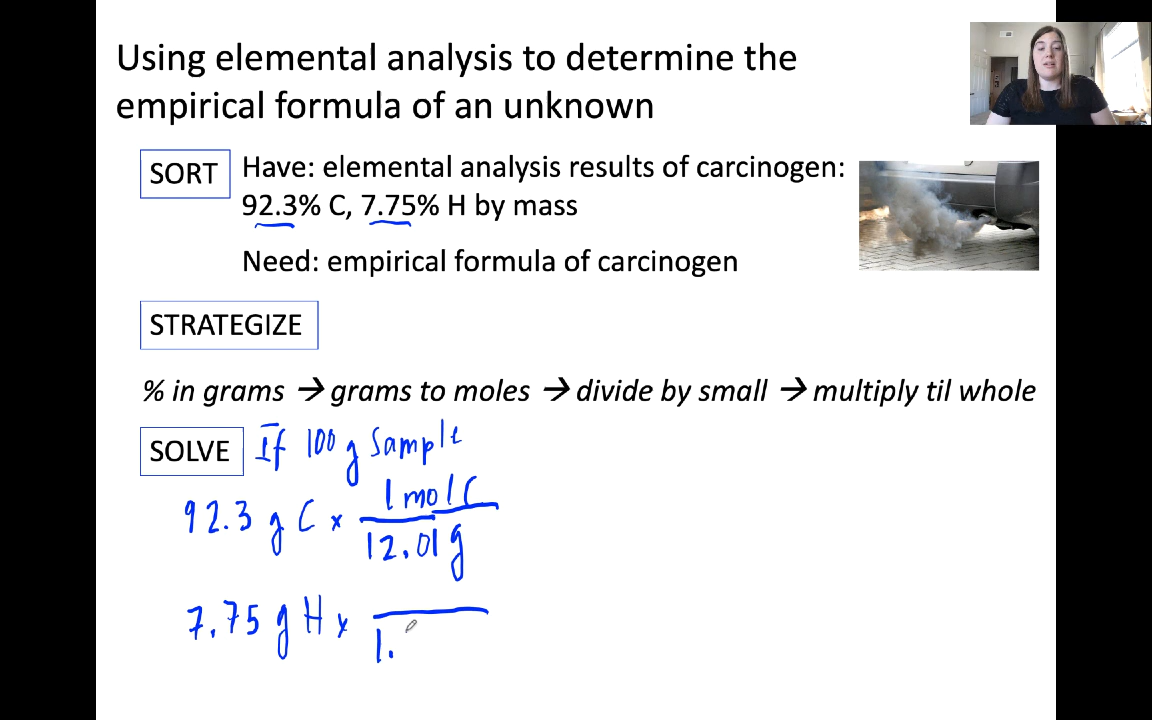 Using elemental analysis to determine the
empirical formula of an unknown
SORT Have: elemental analysis results of carcinogen:
92.3% C, 7.75% H by mass
Need: empirical formula of carcinogen
STRATEGIZE
% in grams → grams to moles → divide by small → multiply til whole
SOLVE If 100 g Sample
92.3 g C x 1 mol C
12.01 g
7.75 g H x
1.